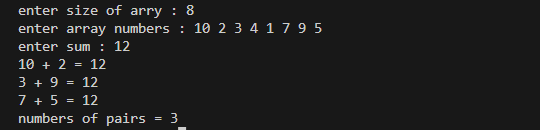 enter size of arry : 8
enter array numbers : 10 2 3 4 1 7 9 5
enter sum : 12
10 + 2 = 12
3 + 9 = 12
7 + 5 = 12
numbers of pairs = 3